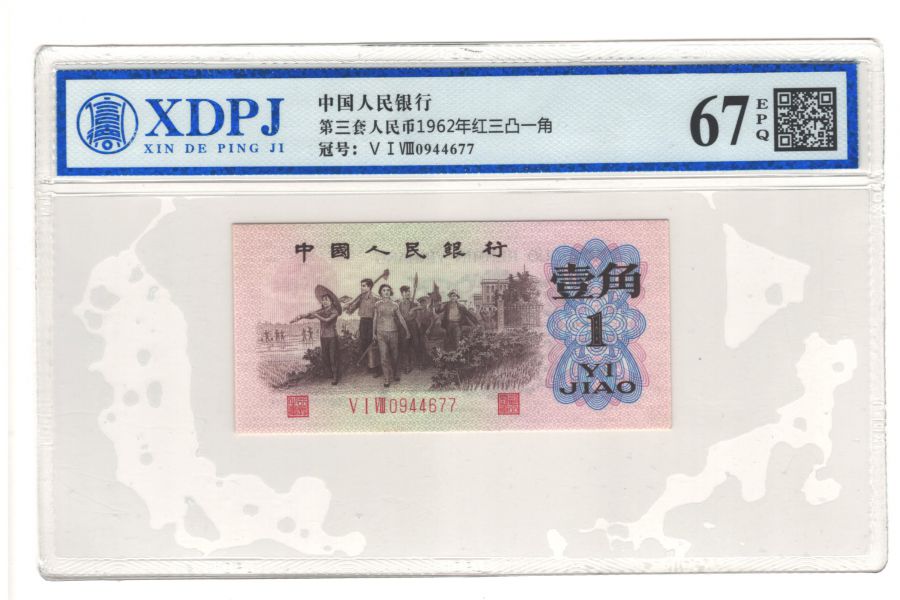 XDPJ
XIN DE PING JI
中国人民银行
第三套人民币1962年红三凸一角
冠号：ⅤⅠⅧ0944677
67
EPQ
中國人民銀行
壹角
1
YI
JIAO
ⅤⅠⅧ0944677